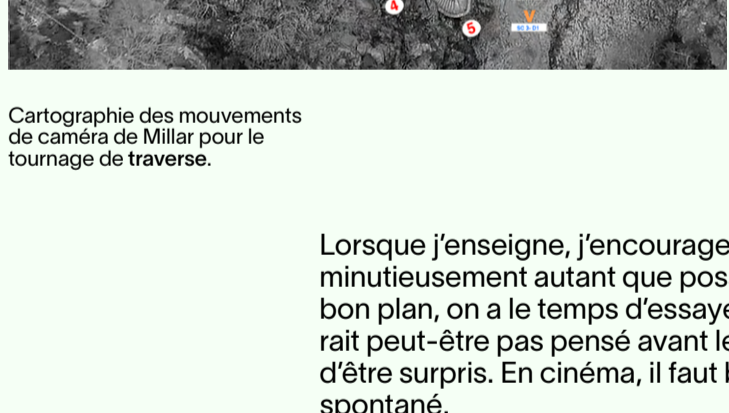 4
5
Cartographie des mouvements
de caméra de Millar pour le
tournage de traverse.
Lorsque j’enseigne, j’encourage
minutieusement autant que pos
bon plan, on a le temps d’essaye
rait peut-être pas pensé avant le
d’être surpris. En cinéma, il faut b
spontané.